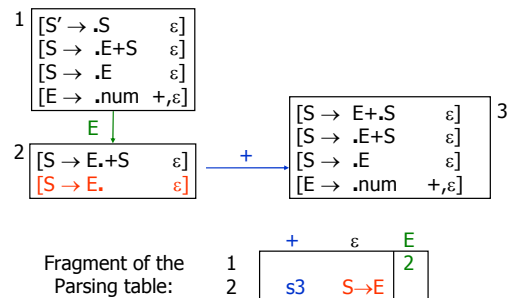 1
[S' → .S ε]
[S → .E+S ε]
[S → .E ε]
[E → .num +,ε]
E
2
[S → E.+S ε]
[S → E. ε]
+
3
[S → E+.S ε]
[S → .E+S ε]
[S → .E ε]
[E → .num +,ε]
+ ε E
Fragment of the 1 2
Parsing table: 2 s3 S→E